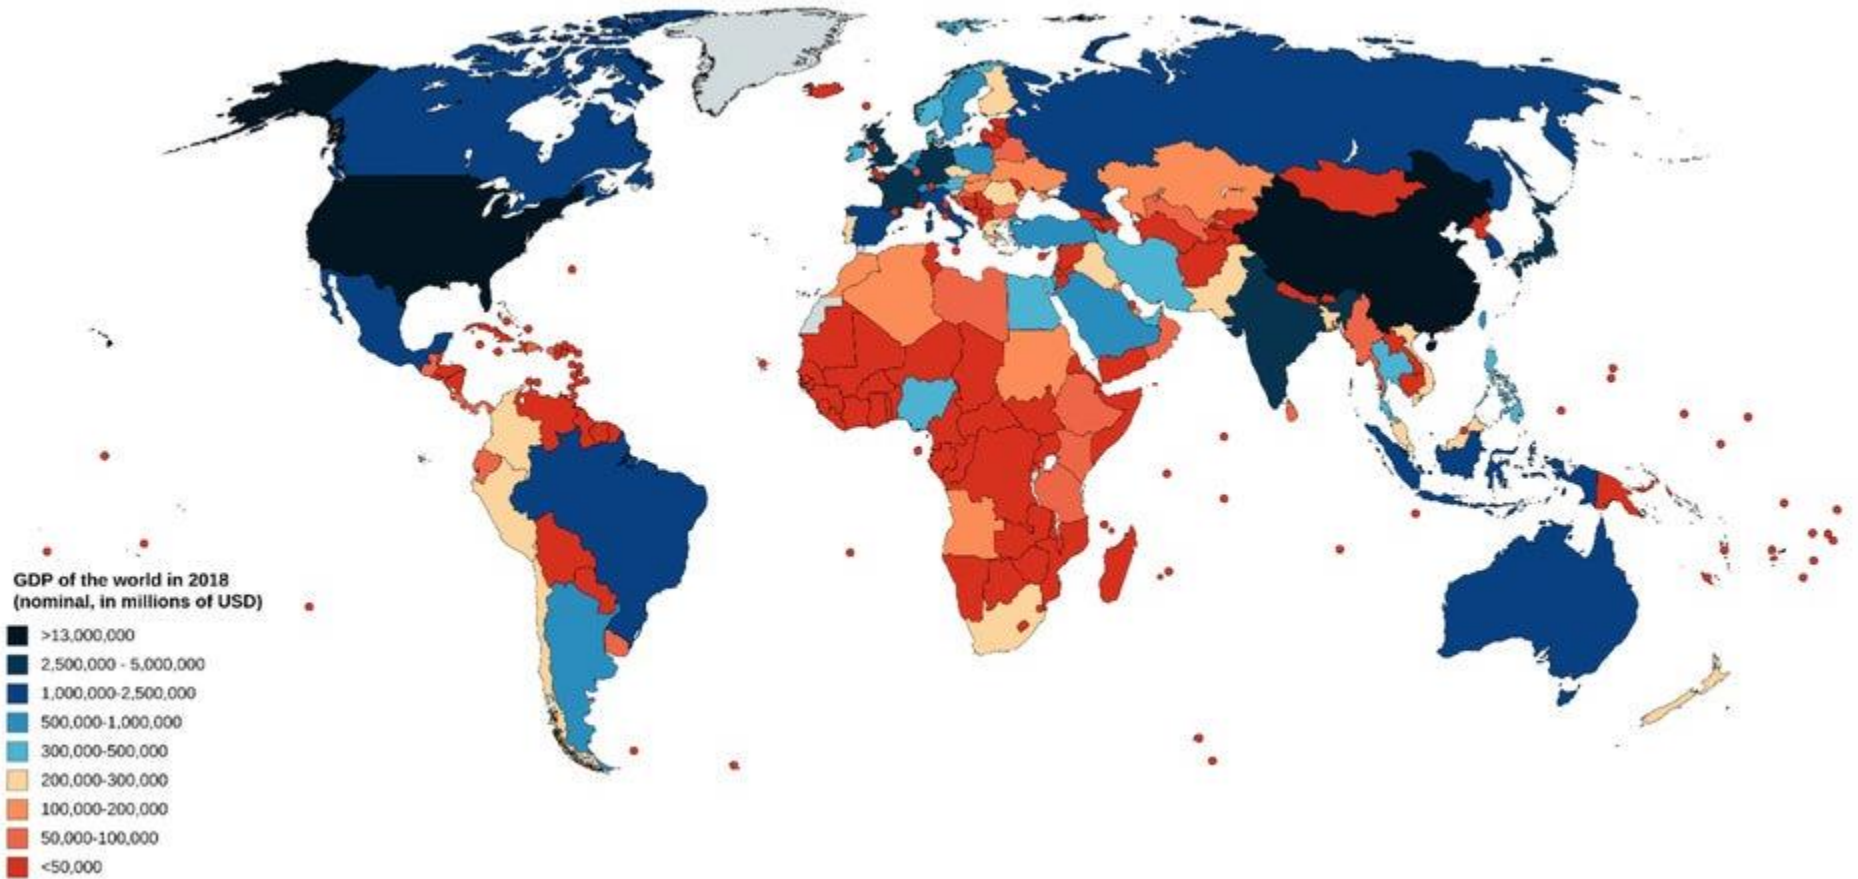 GDP of the world in 2018
(nominal, in millions of USD)
>13,000,000
2,500,000 - 5,000,000
1,000,000-2,500,000
500,000-1,000,000
300,000-500,000
200,000-300,000
100,000-200,000
50,000-100,000
<50,000